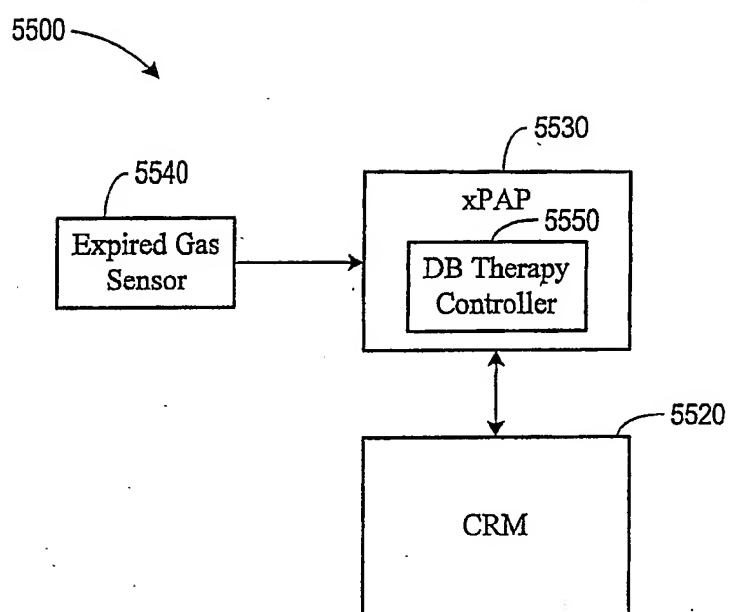 5500
5530
5540
xPAP
5550
Expired Gas
Sensor
DB Therapy
Controller
5520
CRM